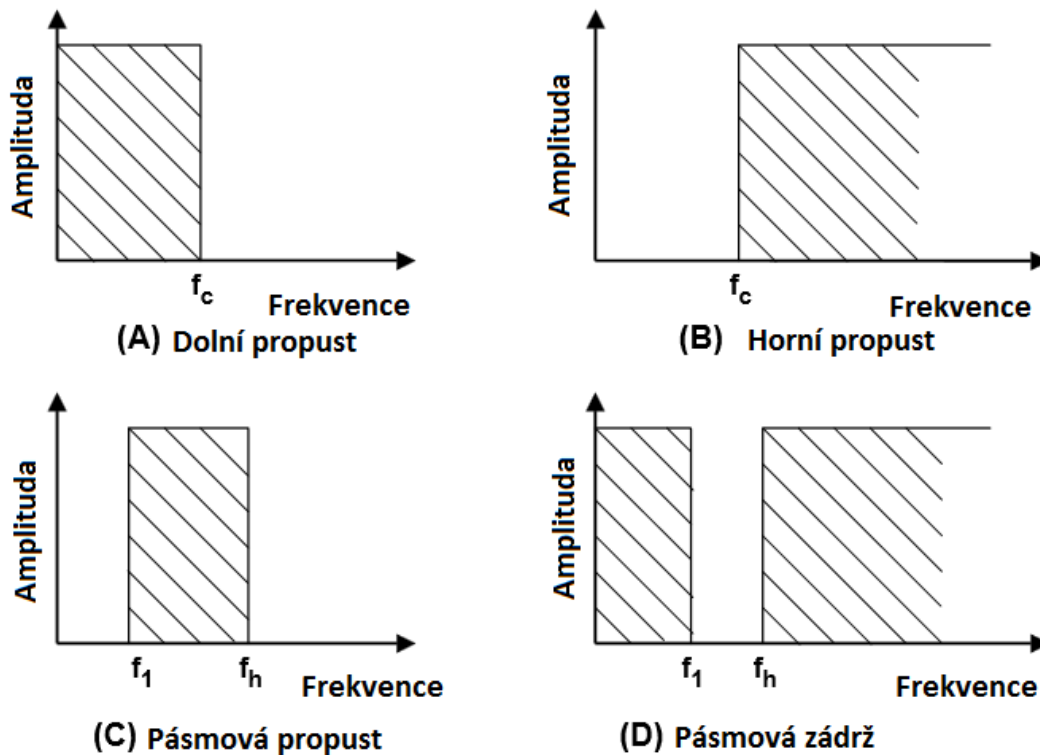 Amplituda
f_c
Frekvence
(A) Dolní propust
Amplituda
f_c
Frekvence
(B) Horní propust
Amplituda
f_1
f_h
Frekvence
(C) Pásmová propust
Amplituda
f_1
f_h
Frekvence
(D) Pásmová zádrž